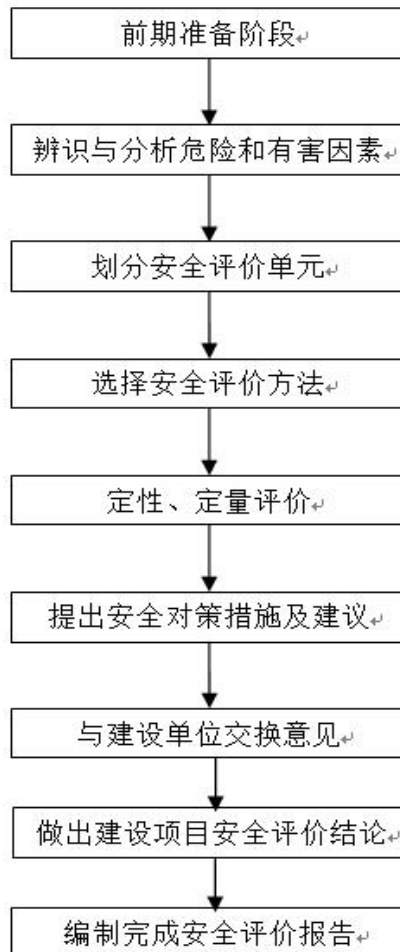 前期准备阶段
辨识与分析危险和有害因素
划分安全评价单元
选择安全评价方法
定性、定量评价
提出安全对策措施及建议
与建设单位交换意见
做出建设项目安全评价结论
编制完成安全评价报告